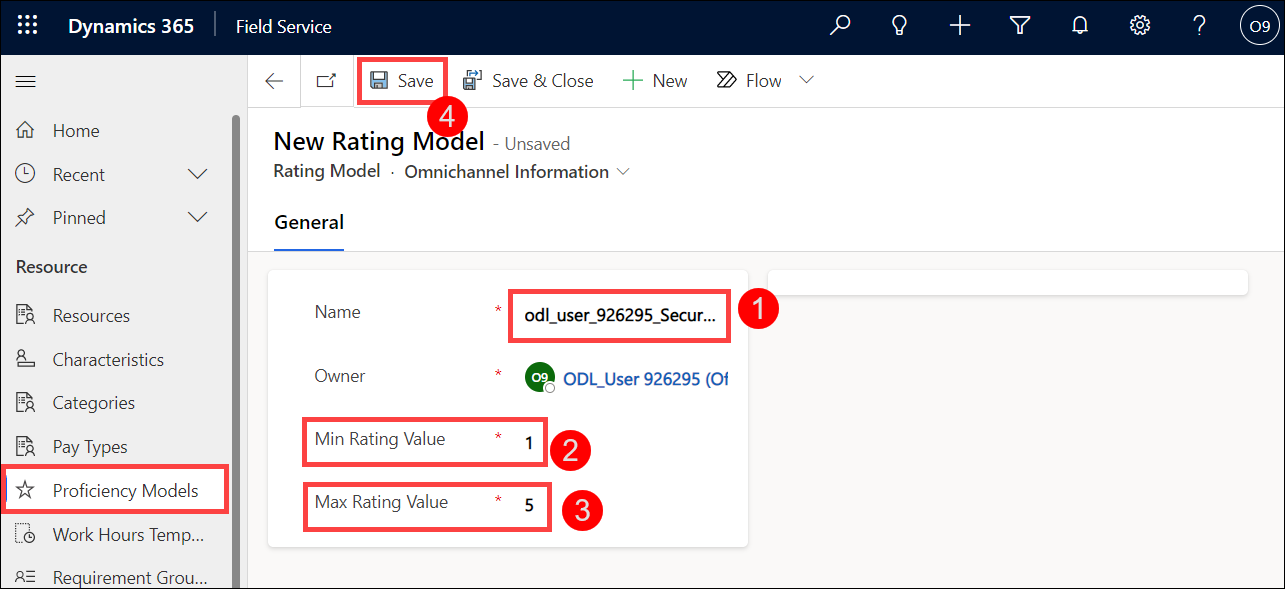 Dynamics 365 Field Service O9
Save Save & Close New Flow
4
Home
Recent
Pinned
Resource
Resources
Characteristics
Categories
Pay Types
Proficiency Models
Work Hours Temp...
Requirement Grou...
New Rating Model - Unsaved
Rating Model · Omnichannel Information
General
Name * odl_user_926295_Secur... 1
Owner * O9 ODL_User 926295 (Of
Min Rating Value * 1 2
Max Rating Value * 5 3